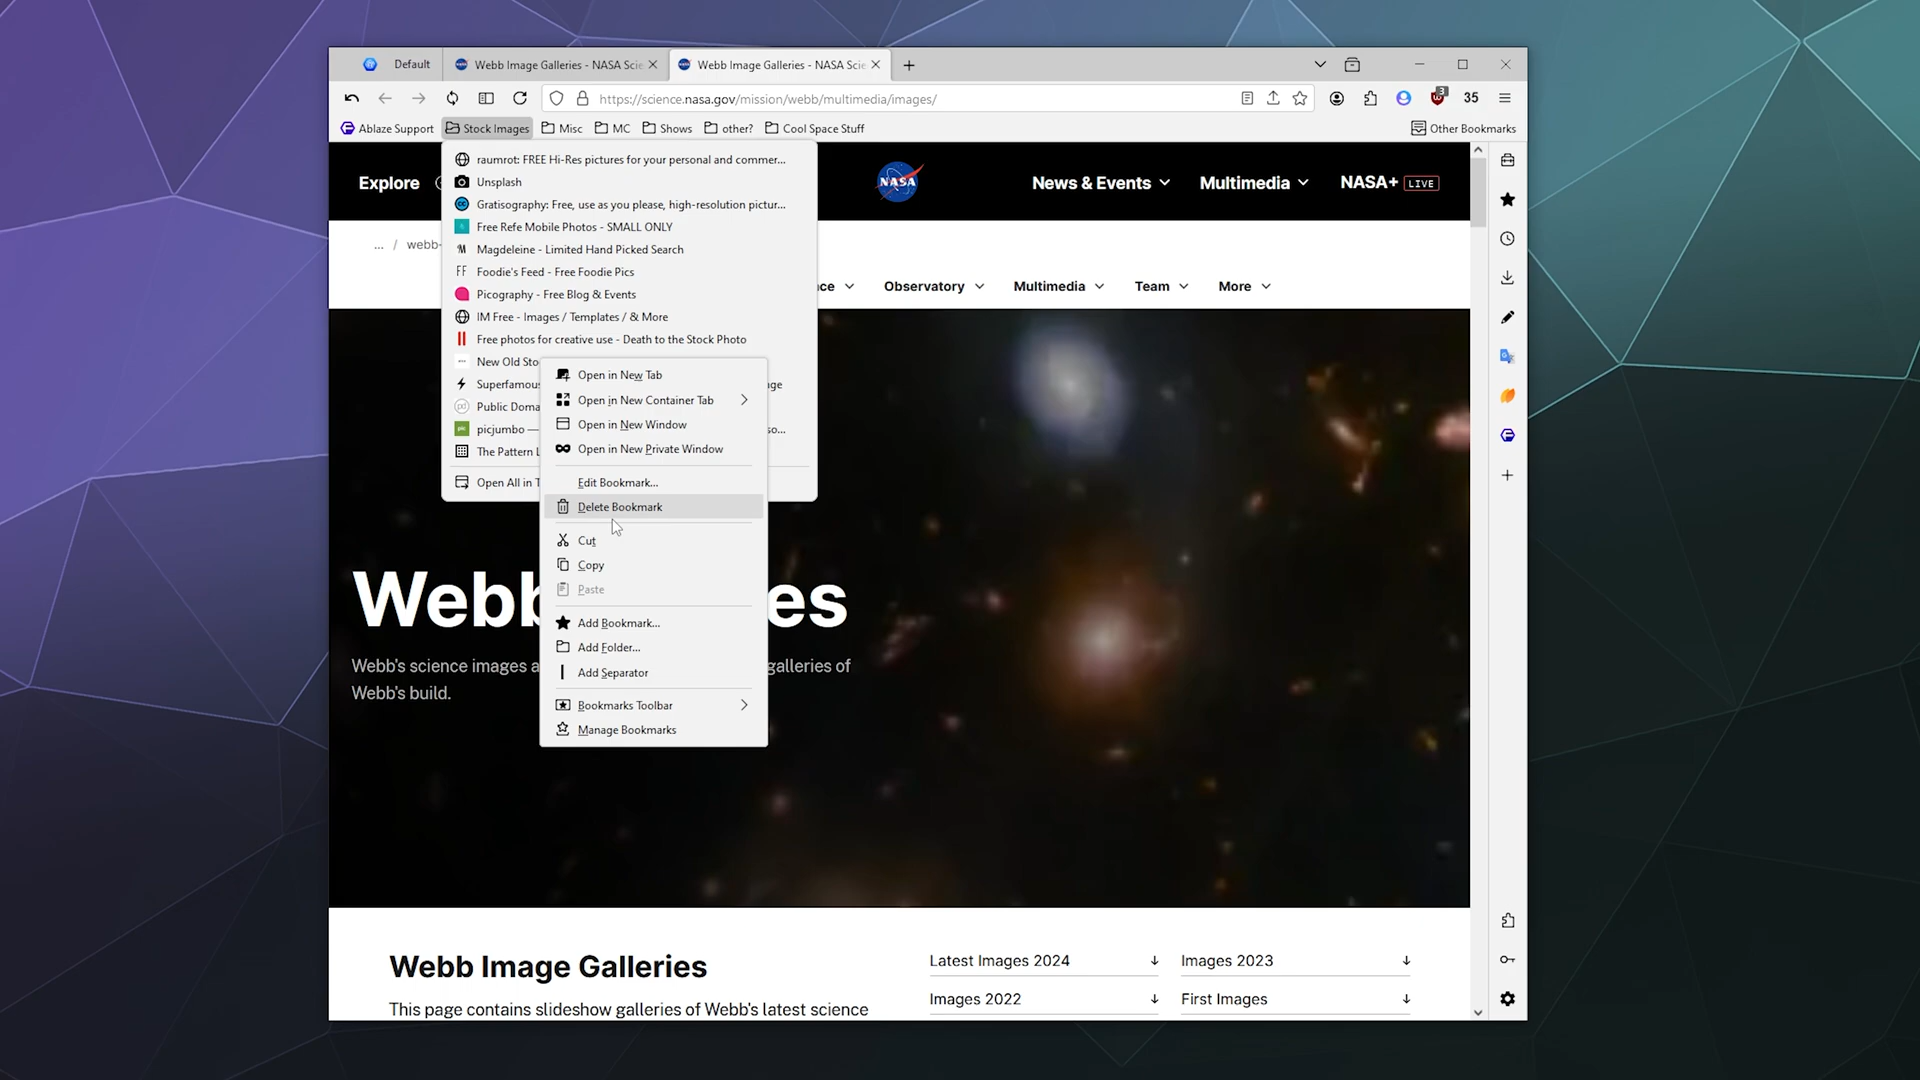 Default
Webb Image Galleries - NASA Scie
Webb Image Galleries - NASA Scie
https://science.nasa.gov/mission/webb/multimedia/images/
3
35
Ablaze Support
Stock Images
Misc
MC
Shows
other?
Cool Space Stuff
Other Bookmarks
raumrot: FREE Hi-Res pictures for your personal and commer...
Unsplash
Gratisography: Free, use as you please, high-resolution pictur...
Free Refe Mobile Photos - SMALL ONLY
Magdeleine - Limited Hand Picked Search
FF
Foodie's Feed - Free Foodie Pics
Picography - Free Blog & Events
IM Free - Images / Templates / & More
Free photos for creative use - Death to the Stock Photo
New Old Sto
Superfamous
nge
pd
Public Doma
pic
picjumbo —
so...
The Pattern L
Open All in T
Open in New Tab
Open in New Container Tab
Open in New Window
Open in New Private Window
Edit Bookmark...
Delete Bookmark
Cut
Copy
Paste
Add Bookmark...
Add Folder...
Add Separator
Bookmarks Toolbar
Manage Bookmarks
Explore
NASA
News & Events
Multimedia
NASA+ LIVE
... / webb-
nce
Observatory
Multimedia
Team
More
Webb
es
Webb's science images a
galleries of
Webb's build.
Webb Image Galleries
This page contains slideshow galleries of Webb's latest science
Latest Images 2024
Images 2023
Images 2022
First Images